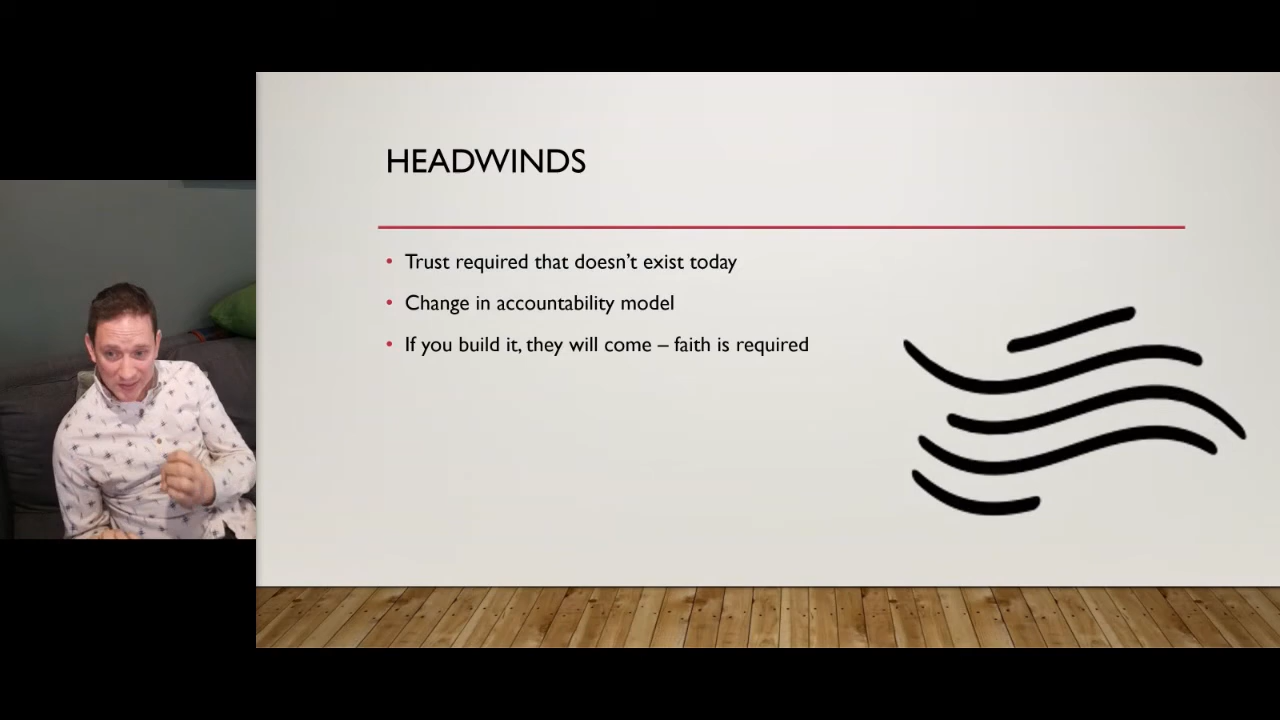 HEADWINDS
• Trust required that doesn’t exist today
• Change in accountability model
• If you build it, they will come – faith is required